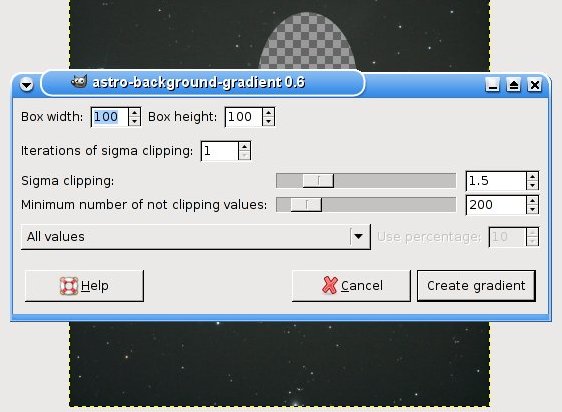 astro-background-gradient 0.6
Box width: 100 Box height: 100
Iterations of sigma clipping: 1
Sigma clipping: 1.5
Minimum number of not clipping values: 200
All values Use percentage: 10
Help Cancel Create gradient